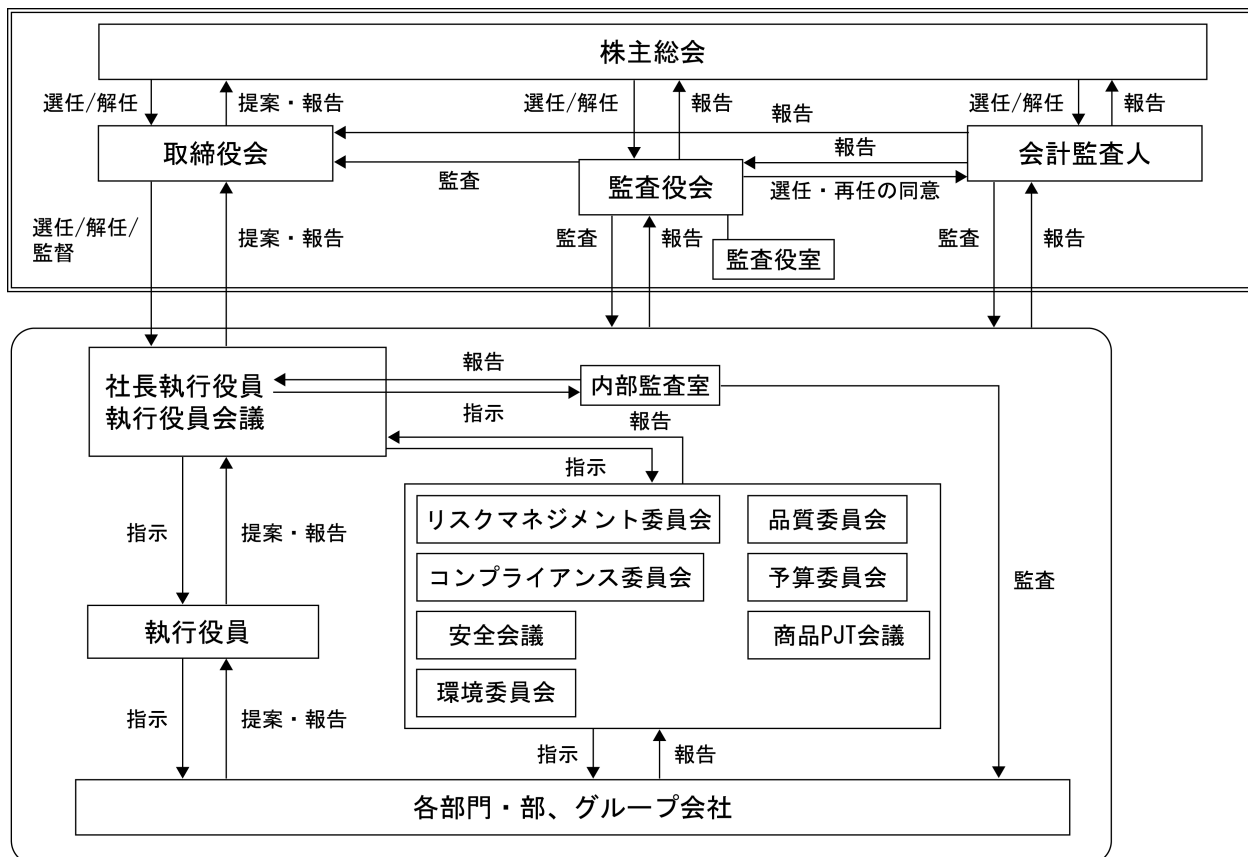 株主総会
選任/解任
提案・報告
選任/解任
報告
選任/解任
報告
報告
取締役会
会計監査人
報告
監査
監査役会
選任・再任の同意
選任/解任/
監督
提案・報告
監査
報告
監査
報告
監査役室
社長執行役員
執行役員会議
報告
内部監査室
指示
報告
指示
リスクマネジメント委員会
品質委員会
指示
提案・報告
コンプライアンス委員会
予算委員会
監査
執行役員
安全会議
商品PJT会議
環境委員会
指示
提案・報告
指示
報告
各部門・部、グループ会社